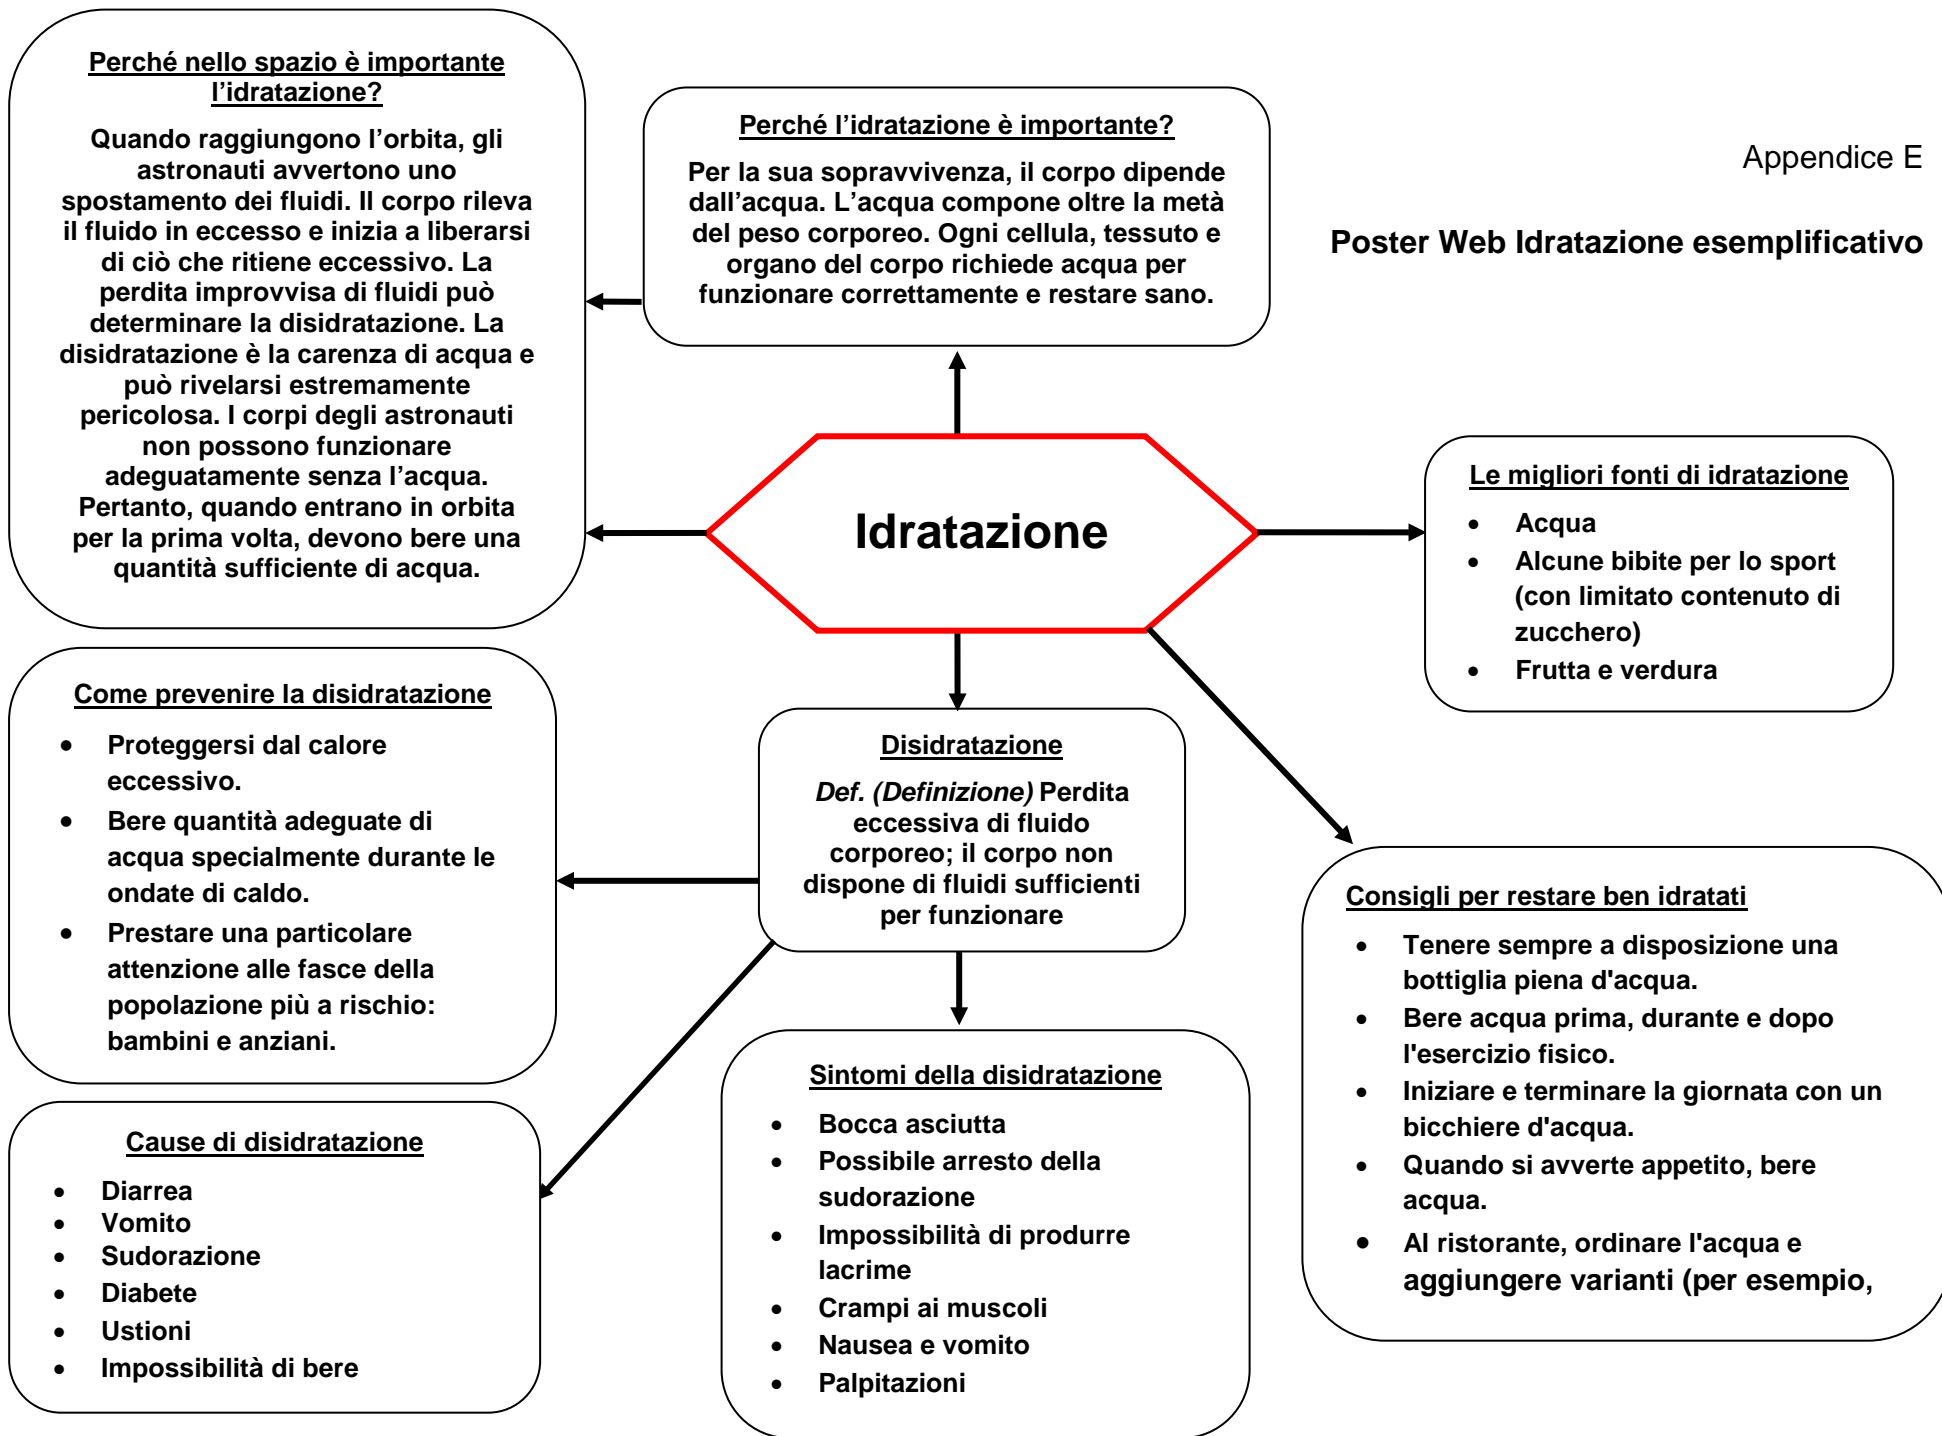 Perché nello spazio è importante
l’idratazione?
Quando raggiungono l’orbita, gli
astronauti avvertono uno
spostamento dei fluidi. Il corpo rileva
il fluido in eccesso e inizia a liberarsi
di ciò che ritiene eccessivo. La
perdita improvvisa di fluidi può
determinare la disidratazione. La
disidratazione è la carenza di acqua e
può rivelarsi estremamente
pericolosa. I corpi degli astronauti
non possono funzionare
adeguatamente senza l’acqua.
Pertanto, quando entrano in orbita
per la prima volta, devono bere una
quantità sufficiente di acqua.
Perché l’idratazione è importante?
Per la sua sopravvivenza, il corpo dipende
dall’acqua. L’acqua compone oltre la metà
del peso corporeo. Ogni cellula, tessuto e
organo del corpo richiede acqua per
funzionare correttamente e restare sano.
Appendice E
Poster Web Idratazione esemplificativo
Idratazione
Le migliori fonti di idratazione
• Acqua
• Alcune bibite per lo sport
(con limitato contenuto di
zucchero)
• Frutta e verdura
Come prevenire la disidratazione
• Proteggersi dal calore
eccessivo.
• Bere quantità adeguate di
acqua specialmente durante le
ondate di caldo.
• Prestare una particolare
attenzione alle fasce della
popolazione più a rischio:
bambini e anziani.
Disidratazione
Def. (Definizione) Perdita
eccessiva di fluido
corporeo; il corpo non
dispone di fluidi sufficienti
per funzionare
Consigli per restare ben idratati
• Tenere sempre a disposizione una
bottiglia piena d'acqua.
• Bere acqua prima, durante e dopo
l'esercizio fisico.
• Iniziare e terminare la giornata con un
bicchiere d'acqua.
• Quando si avverte appetito, bere
acqua.
• Al ristorante, ordinare l'acqua e
aggiungere varianti (per esempio,
Cause di disidratazione
• Diarrea
• Vomito
• Sudorazione
• Diabete
• Ustioni
• Impossibilità di bere
Sintomi della disidratazione
• Bocca asciutta
• Possibile arresto della
sudorazione
• Impossibilità di produrre
lacrime
• Crampi ai muscoli
• Nausea e vomito
• Palpitazioni